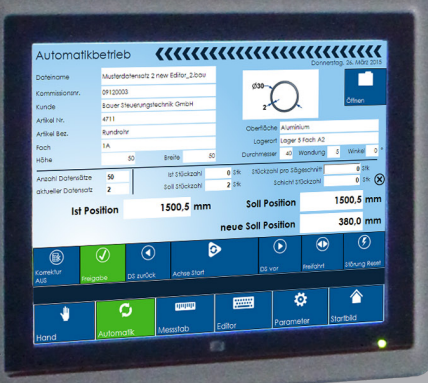 Automatikbetrieb
Donnerstag, 26. März 2015
Dateiname Musterdatensatz 2 new Editor_2.bau
Kommissionsnr. 09120003
Kunde Bauer Steuerungstechnik GmbH
Artikel Nr. 4711
Artikel Bez. Rundrohr
Fach 1A
Höhe 50 Breite 50
Ø30
2
Öffnen
Oberfläche Aluminium
Lagerort Lager 5 Fach A2
Durchmesser 40 Wandung 3 Winkel 0 °
Anzahl Datensätze 50 Ist Stückzahl 0 Stk Stückzahl pro Sägeschnitt 0 Stk
aktueller Datensatz 2 Soll Stückzahl 2 Stk Schicht Stückzahl 0 Stk
Ist Position 1500,5 mm Soll Position 1500,5 mm
neue Soll Position 380,0 mm
Korrektur AUS Freigabe DS zurück Achse Start DS vor Freifahrt Störung Reset
Hand Automatik Messstab Editor Parameter Startbild